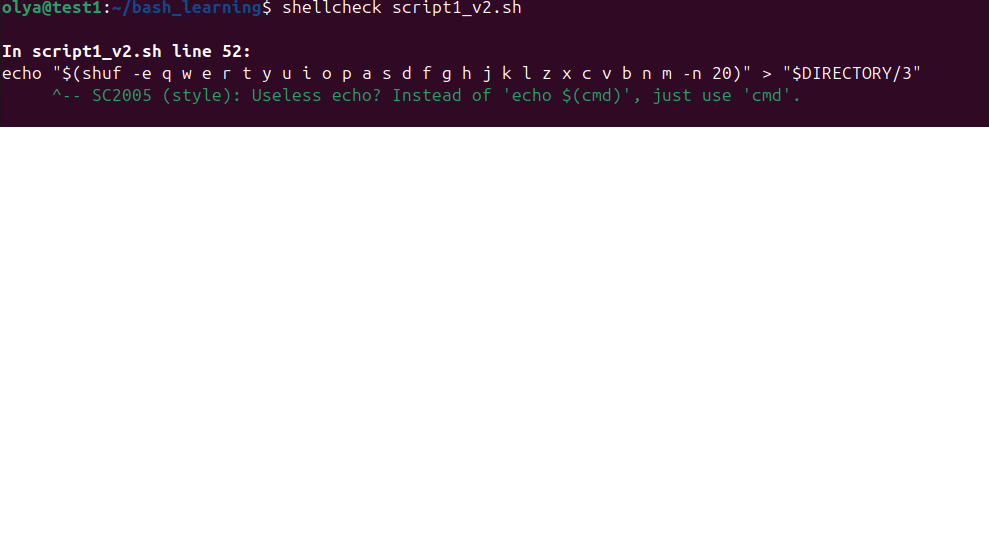 olya@test1:~/bash_learning$ shellcheck script1_v2.sh
In script1_v2.sh line 52:
echo "$(shuf -e q w e r t y u i o p a s d f g h j k l z x c v b n m -n 20)" > "$DIRECTORY/3"
^-- SC2005 (style): Useless echo? Instead of 'echo $(cmd)', just use 'cmd'.